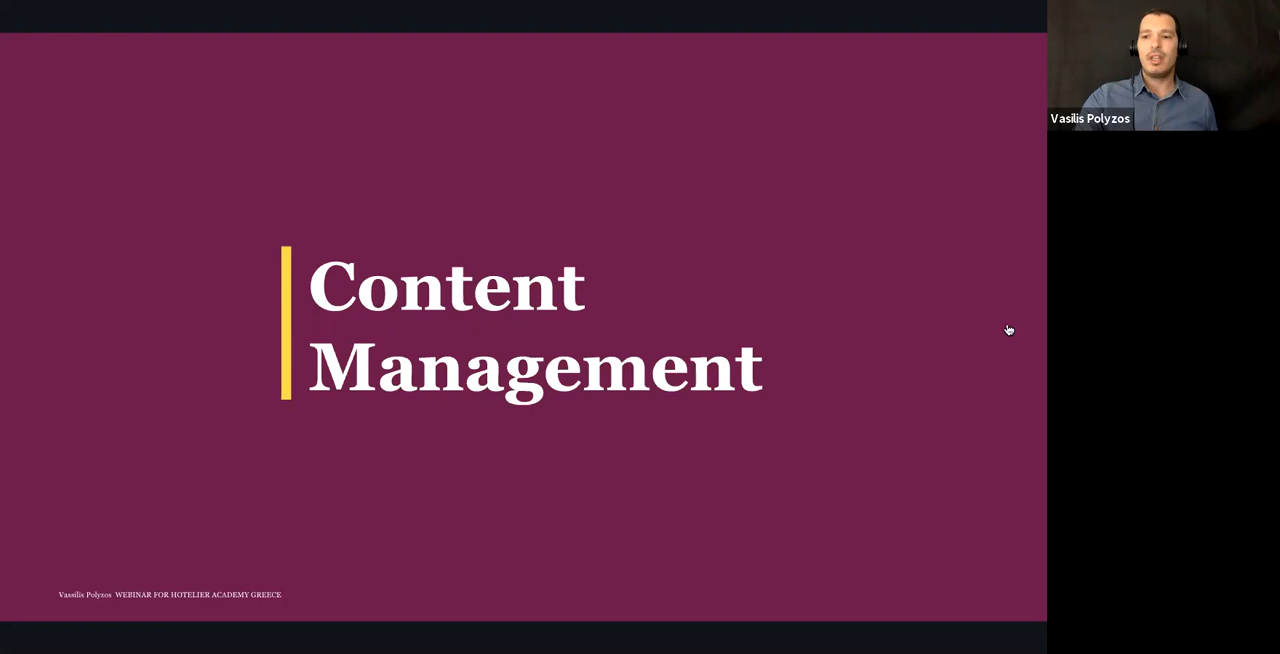 Vasilis Polyzos
Content
Management
Vassilis Polyzos WEBINAR FOR HOTELIER ACADEMY GREECE